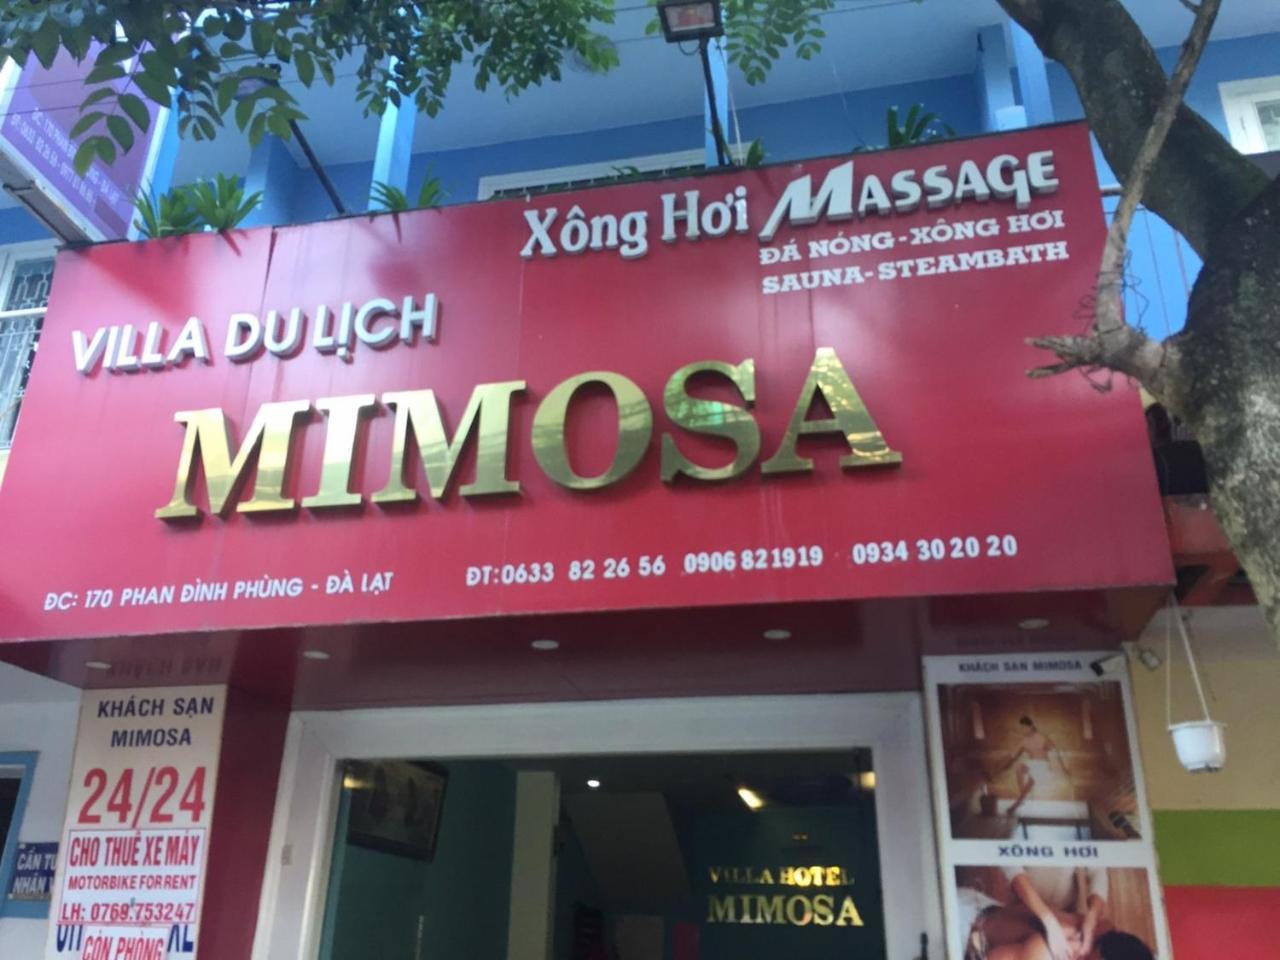 Xông Hơi MASSAGE
ĐÁ NÓNG - XÔNG HƠI
SAUNA - STEAMBATH
VILLA DU LỊCH
MIMOSA
ĐC: 170 PHAN ĐÌNH PHÙNG - ĐÀ LẠT
ĐT: 0633 82 26 56 0906 821919 0934 30 20 20
KHÁCH SẠN
MIMOSA
24/24
CHO THUÊ XE MÁY
MOTORBIKE FOR RENT
LH: 0769.753247
CÒN PHÒNG
CẦN
NHÂN
VILLA HOTEL
MIMOSA
KHÁCH SẠN MIMOSA
XÔNG HƠI